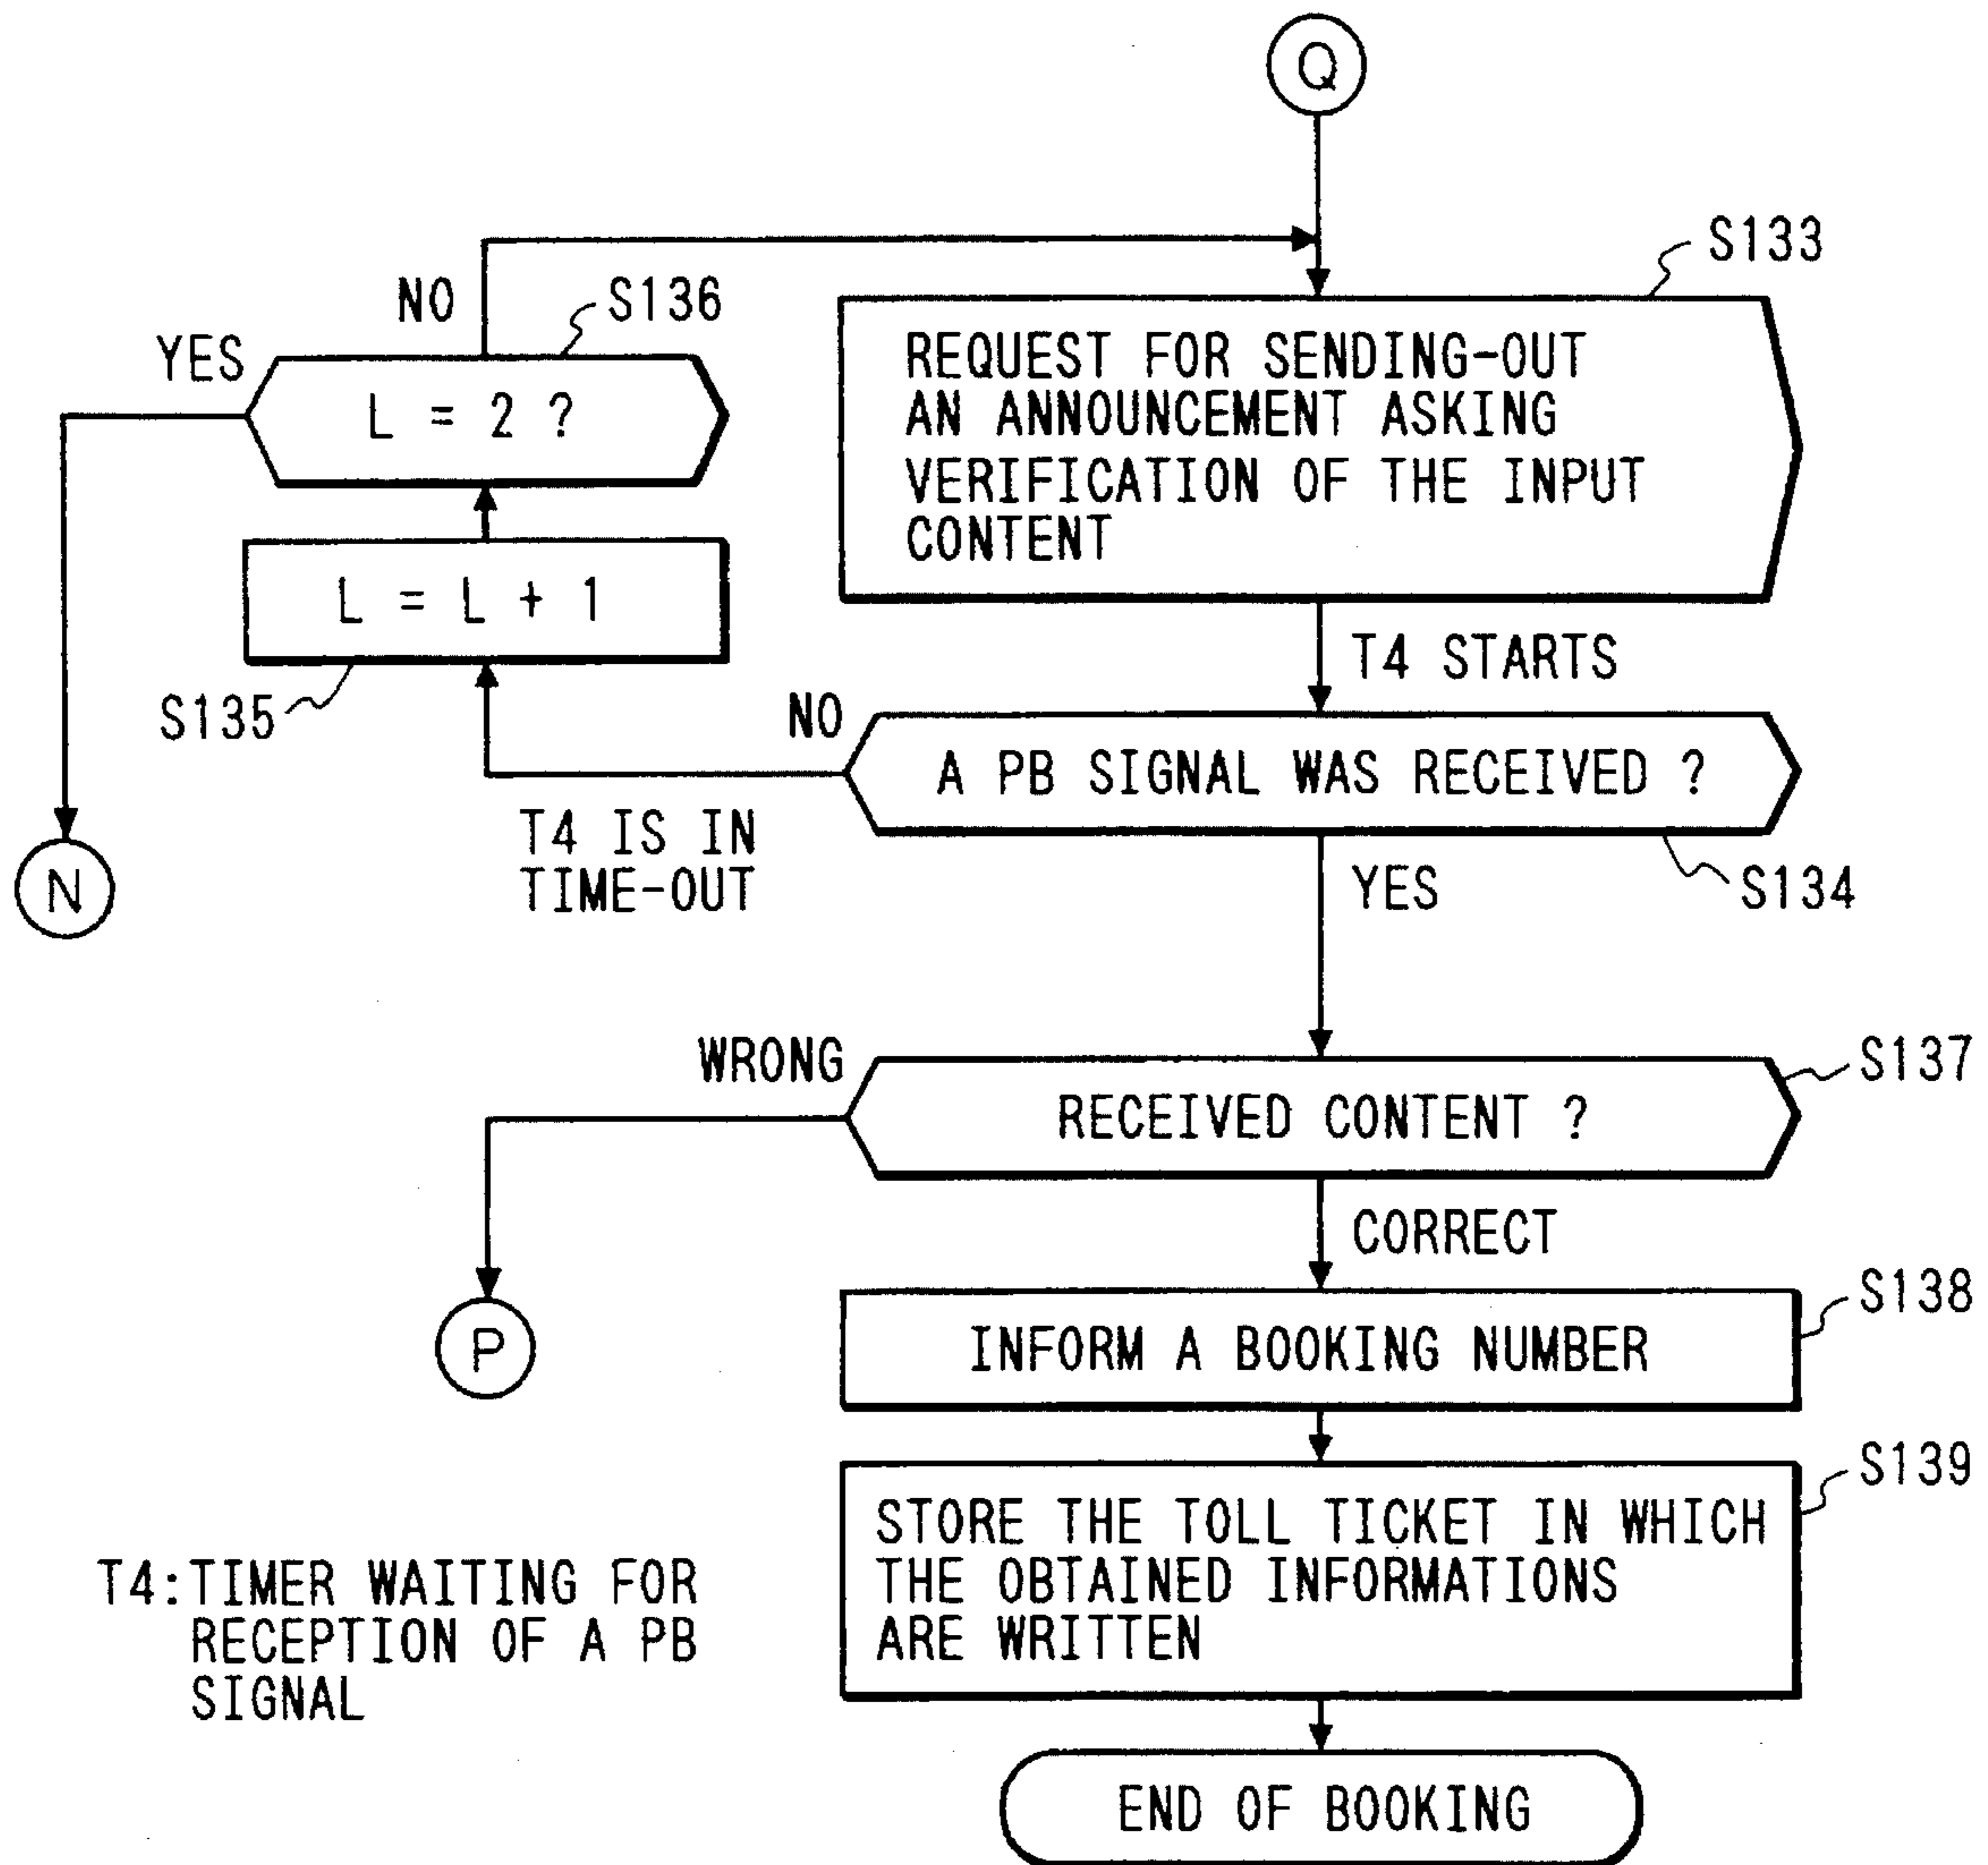 Q
S133
NO
S136
YES
L = 2 ?
REQUEST FOR SENDING-OUT
AN ANNOUNCEMENT ASKING
VERIFICATION OF THE INPUT
CONTENT
L = L + 1
S135
T4 STARTS
NO
A PB SIGNAL WAS RECEIVED ?
T4 IS IN
TIME-OUT
YES
S134
N
WRONG
S137
RECEIVED CONTENT ?
CORRECT
P
S138
INFORM A BOOKING NUMBER
S139
STORE THE TOLL TICKET IN WHICH
THE OBTAINED INFORMATIONS
ARE WRITTEN
T4:TIMER WAITING FOR
RECEPTION OF A PB
SIGNAL
END OF BOOKING